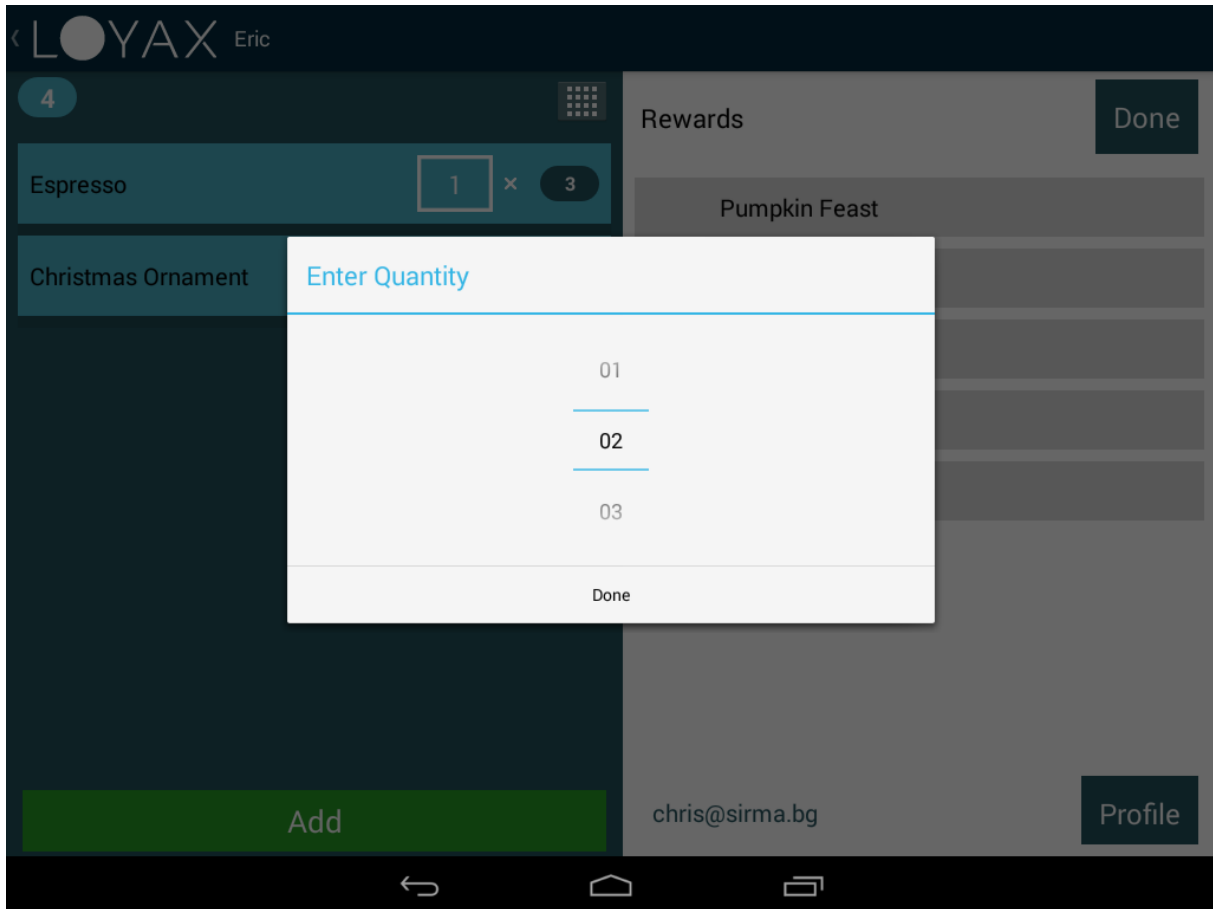 LOYAX Eric
4
Rewards
Done
Espresso
1 × 3
Pumpkin Feast
Christmas Ornament
Enter Quantity
01
02
03
Done
Add
chris@sirma.bg
Profile